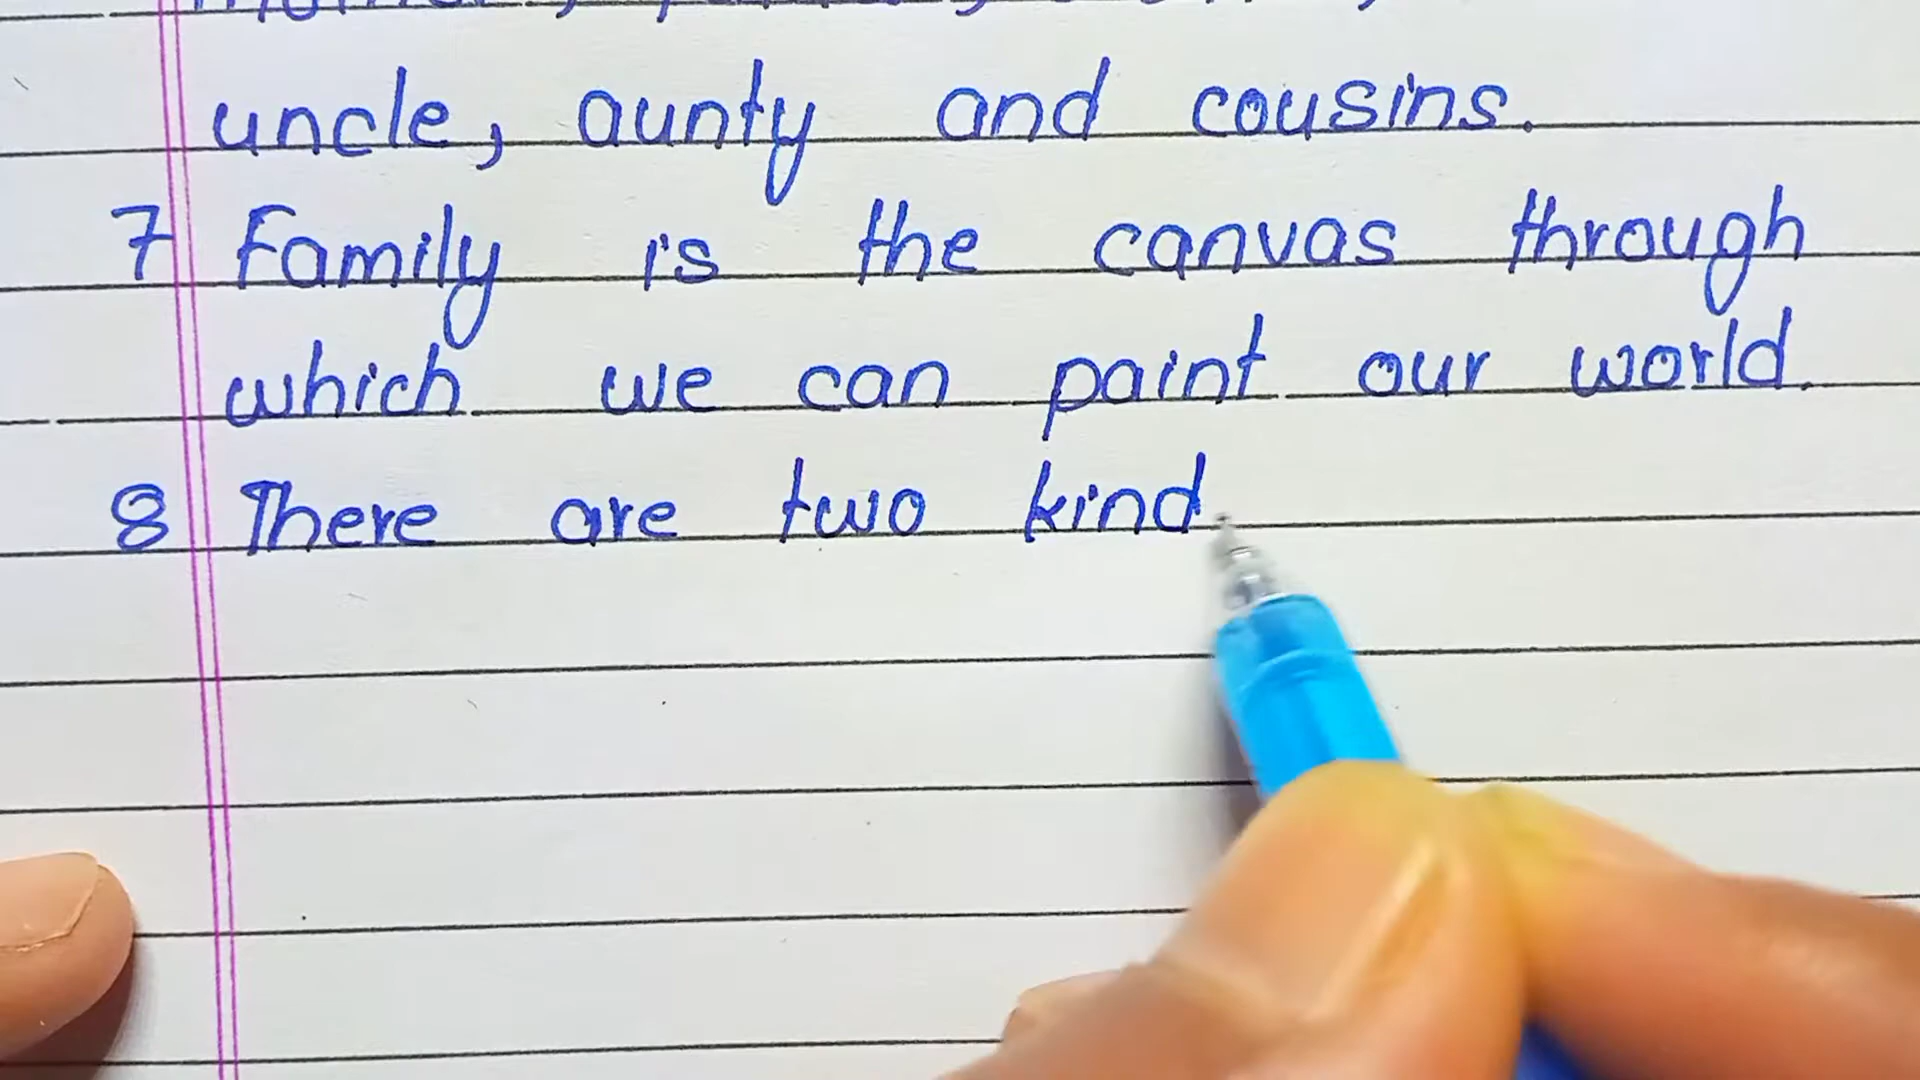 uncle, aunty and cousins.
7 Family is the canvas through
which we can paint our world.
8 There are two kind